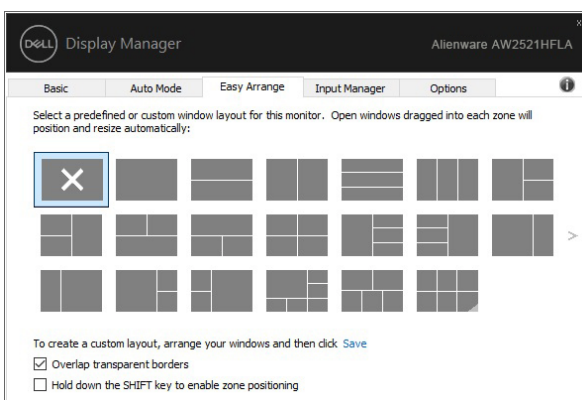 DELL Display Manager Alienware AW2521HFLA
Basic Auto Mode Easy Arrange Input Manager Options
Select a predefined or custom window layout for this monitor. Open windows dragged into each zone will
position and resize automatically:
To create a custom layout, arrange your windows and then click Save
Overlap transparent borders
Hold down the SHIFT key to enable zone positioning